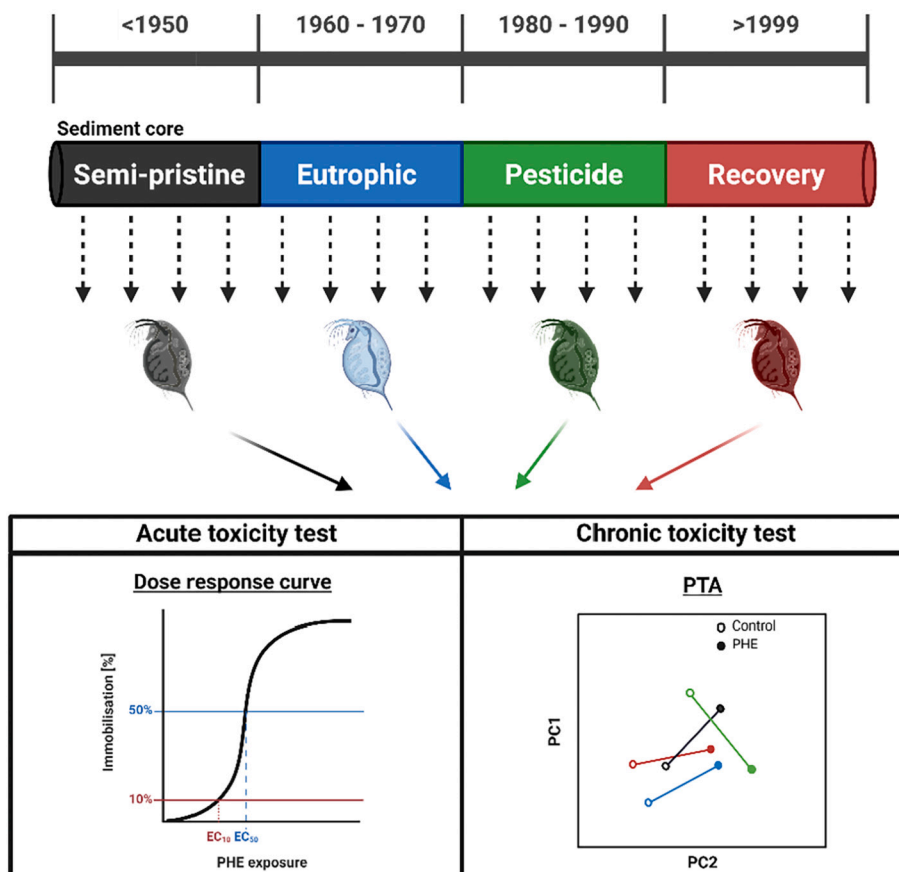 <1950 1960 - 1970 1980 - 1990 >1999
Sediment core
Semi-pristine Eutrophic Pesticide Recovery
Acute toxicity test Chronic toxicity test
Dose response curve
Immobilisation [%]
50%
10%
EC₁₀ EC₅₀
PHE exposure
PTA
Control
PHE
PC1
PC2